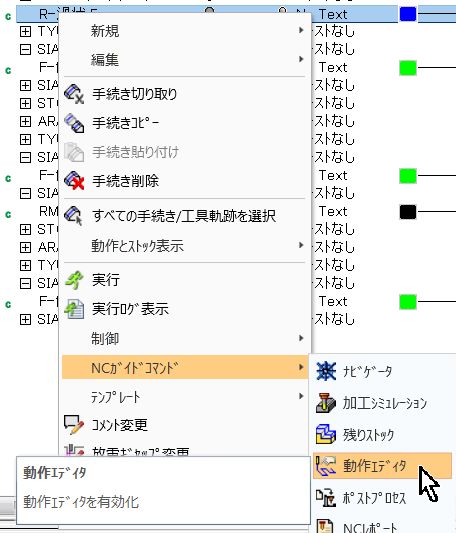 No Text
新規
TYU
ストなし
SIA
編集
ストなし
F-
Text
SIA
手続き切り取り
ストなし
STO
手続きｺﾋﾟｰ
ストなし
ARA
ストなし
TYU
手続き貼り付け
ストなし
SIA
ストなし
F-
手続き削除
Text
SIA
ストなし
RM
すべての手続き/工具軌跡を選択
Text
STO
ストなし
ARA
動作とストック表示
ストなし
TYU
ストなし
SIA
実行
ストなし
F-
実行ﾛｸﾞ表示
Text
SIA
ストなし
制御
NCｶﾞｲﾄﾞｺﾏﾝﾄﾞ
ﾅﾋﾞｹﾞｰﾀ
ﾃﾝﾌﾟﾚｰﾄ
加工ｼﾐｭﾚｰｼｮﾝ
ｺﾒﾝﾄ変更
残りｽﾄｯｸ
放電ｷﾞｬｯﾌﾟ変更
動作ｴﾃﾞｨﾀ
動作ｴﾃﾞｨﾀ
動作ｴﾃﾞｨﾀを有効化
ﾎﾟｽﾄﾌﾟﾛｾｽ
NCﾚﾎﾟｰﾄ